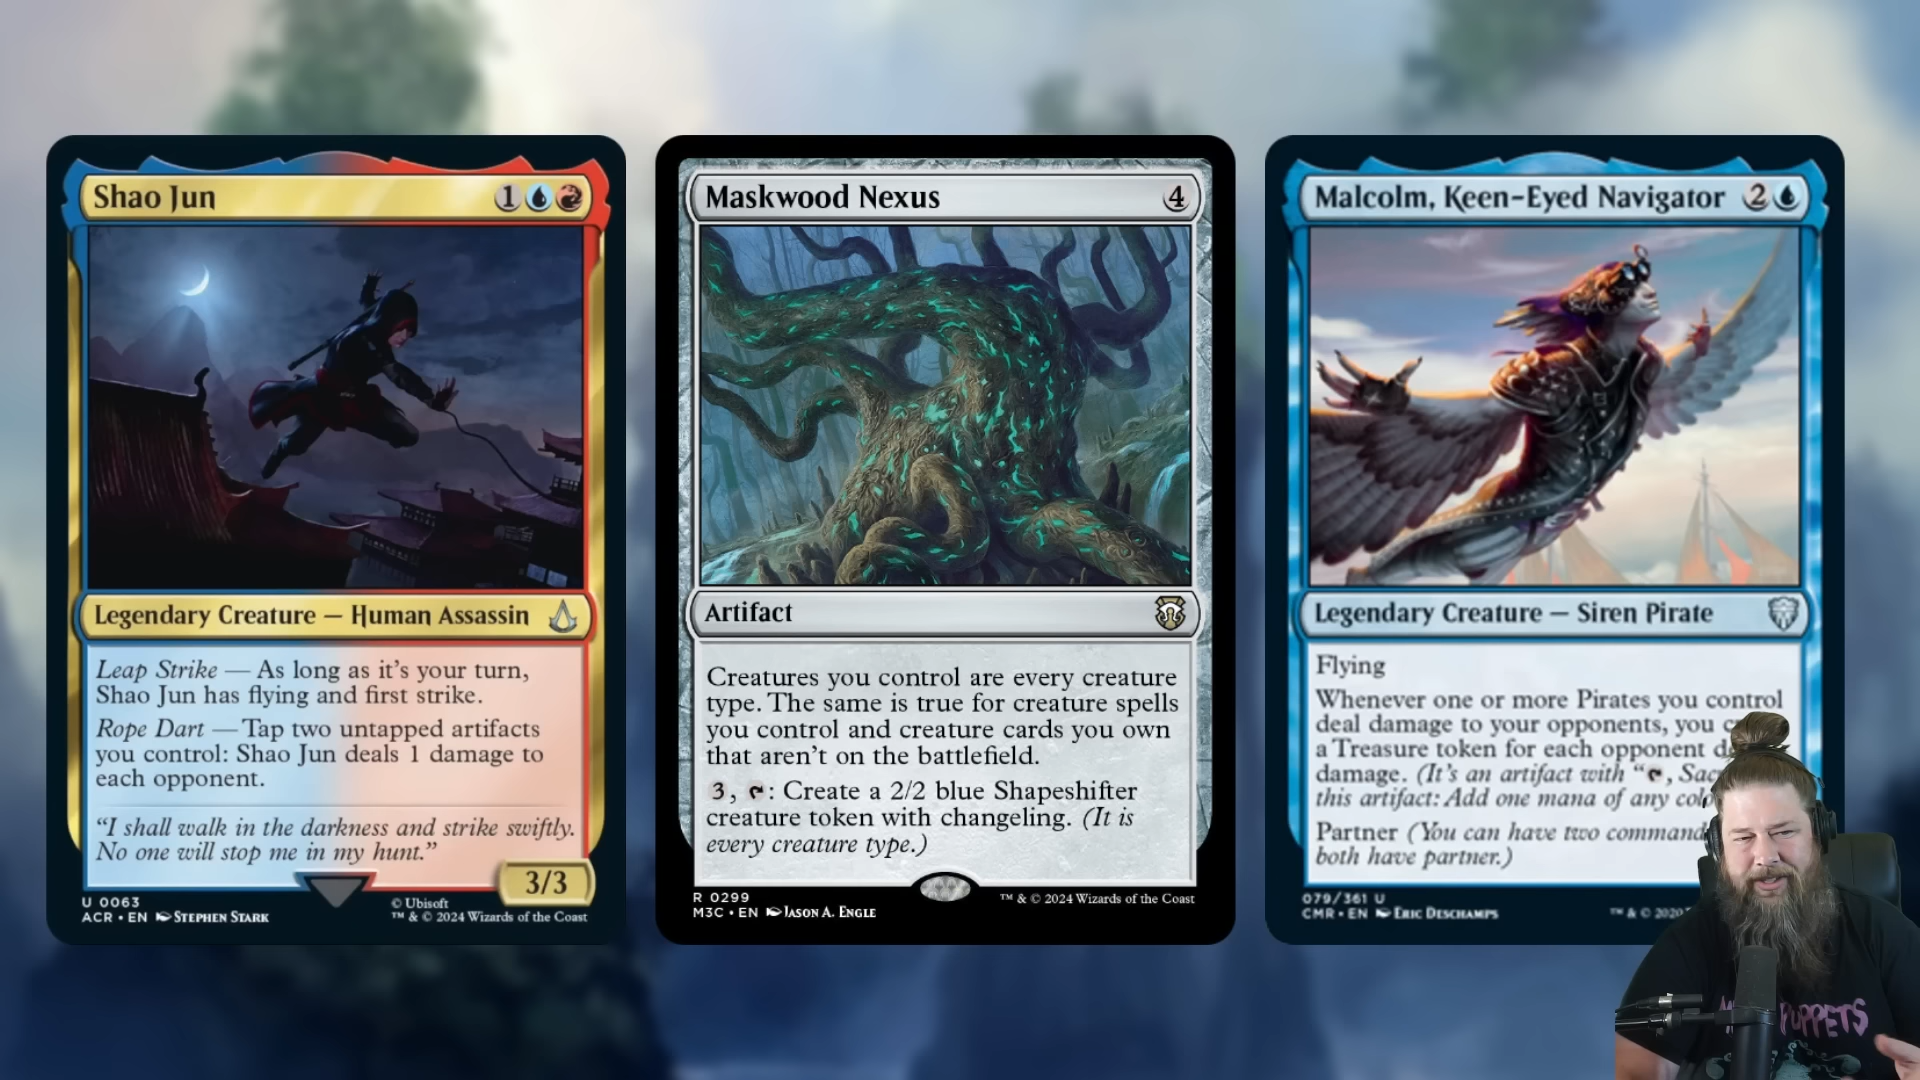 Shao Jun
1
Legendary Creature — Human Assassin
Leap Strike — As long as it's your turn,
Shao Jun has flying and first strike.
Rope Dart — Tap two untapped artifacts
you control: Shao Jun deals 1 damage to
each opponent.
"I shall walk in the darkness and strike swiftly.
No one will stop me in my hunt."
3/3
U 0063
ACR • EN Stephen Stark
© Ubisoft
™ & © 2024 Wizards of the Coast
Maskwood Nexus
4
Artifact
Creatures you control are every creature
type. The same is true for creature spells
you control and creature cards you own
that aren't on the battlefield.
3, : Create a 2/2 blue Shapeshifter
creature token with changeling. (It is
every creature type.)
R 0299
M3C • EN Jason A. Engle
™ & © 2024 Wizards of the Coast
Malcolm, Keen-Eyed Navigator
2
Legendary Creature — Siren Pirate
Flying
Whenever one or more Pirates you control
deal damage to your opponents, you
a Treasure token for each opponent
damage. (It's an artifact with ",
this artifact: Add one mana of any
Partner (You can have two
both have partner.)
079/361 U
CMR • EN Eric Deschamps
™ & © 2020
PUPPETS